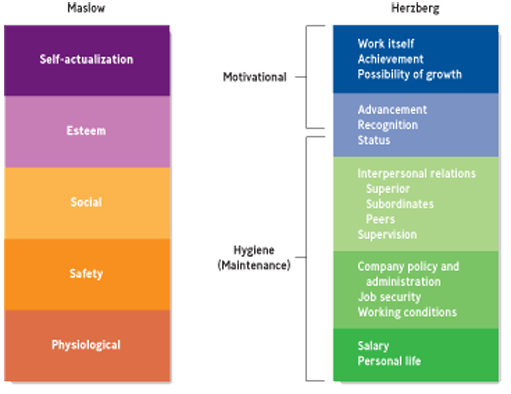 Maslow
Self-actualization
Esteem
Social
Safety
Physiological
Motivational
Hygiene
(Maintenance)
Herzberg
Work itself
Achievement
Possibility of growth
Advancement
Recognition
Status
Interpersonal relations
Superior
Subordinates
Peers
Supervision
Company policy and
administration
Job security
Working conditions
Salary
Personal life